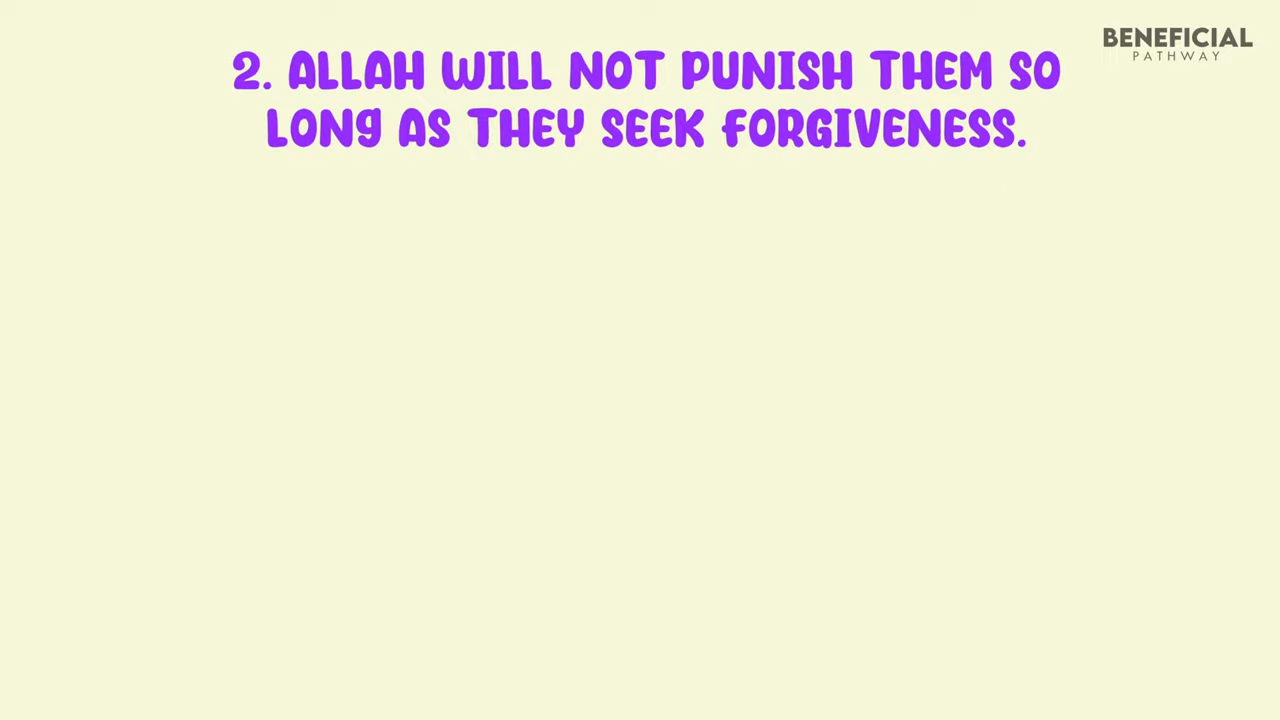 BENEFICIAL
PATHWAY
2. ALLAH WILL NOT PUNISH THEM SO
LONG AS THEY SEEK FORGIVENESS.